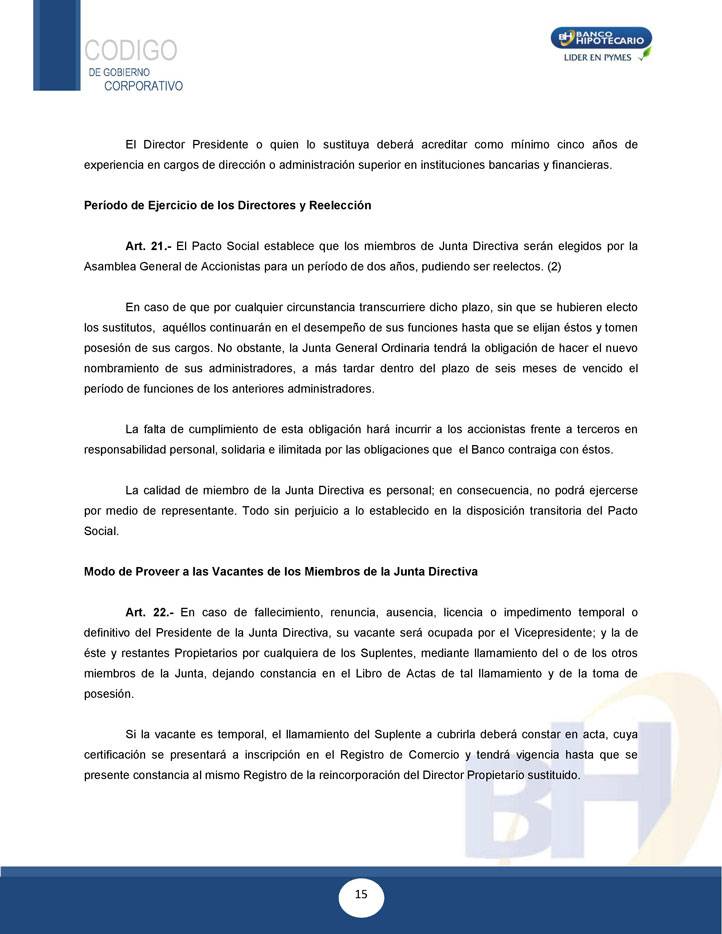 CODIGO
DE GOBIERNO
CORPORATIVO
BH BANCO
HIPOTECARIO
LIDER EN PYMES
El Director Presidente o quien lo sustituya deberá acreditar como mínimo cinco años de
experiencia en cargos de dirección o administración superior en instituciones bancarias y financieras.
Período de Ejercicio de los Directores y Reelección
Art. 21.- El Pacto Social establece que los miembros de Junta Directiva serán elegidos por la
Asamblea General de Accionistas para un período de dos años, pudiendo ser reelectos. (2)
En caso de que por cualquier circunstancia transcurriere dicho plazo, sin que se hubieren electo
los sustitutos, aquéllos continuarán en el desempeño de sus funciones hasta que se elijan éstos y tomen
posesión de sus cargos. No obstante, la Junta General Ordinaria tendrá la obligación de hacer el nuevo
nombramiento de sus administradores, a más tardar dentro del plazo de seis meses de vencido el
período de funciones de los anteriores administradores.
La falta de cumplimiento de esta obligación hará incurrir a los accionistas frente a terceros en
responsabilidad personal, solidaria e ilimitada por las obligaciones que el Banco contraiga con éstos.
La calidad de miembro de la Junta Directiva es personal; en consecuencia, no podrá ejercerse
por medio de representante. Todo sin perjuicio a lo establecido en la disposición transitoria del Pacto
Social.
Modo de Proveer a las Vacantes de los Miembros de la Junta Directiva
Art. 22.- En caso de fallecimiento, renuncia, ausencia, licencia o impedimento temporal o
definitivo del Presidente de la Junta Directiva, su vacante será ocupada por el Vicepresidente; y la de
éste y restantes Propietarios por cualquiera de los Suplentes, mediante llamamiento del o de los otros
miembros de la Junta, dejando constancia en el Libro de Actas de tal llamamiento y de la toma de
posesión.
Si la vacante es temporal, el llamamiento del Suplente a cubrirla deberá constar en acta, cuya
certificación se presentará a inscripción en el Registro de Comercio y tendrá vigencia hasta que se
presente constancia al mismo Registro de la reincorporación del Director Propietario sustituido.
BH
15